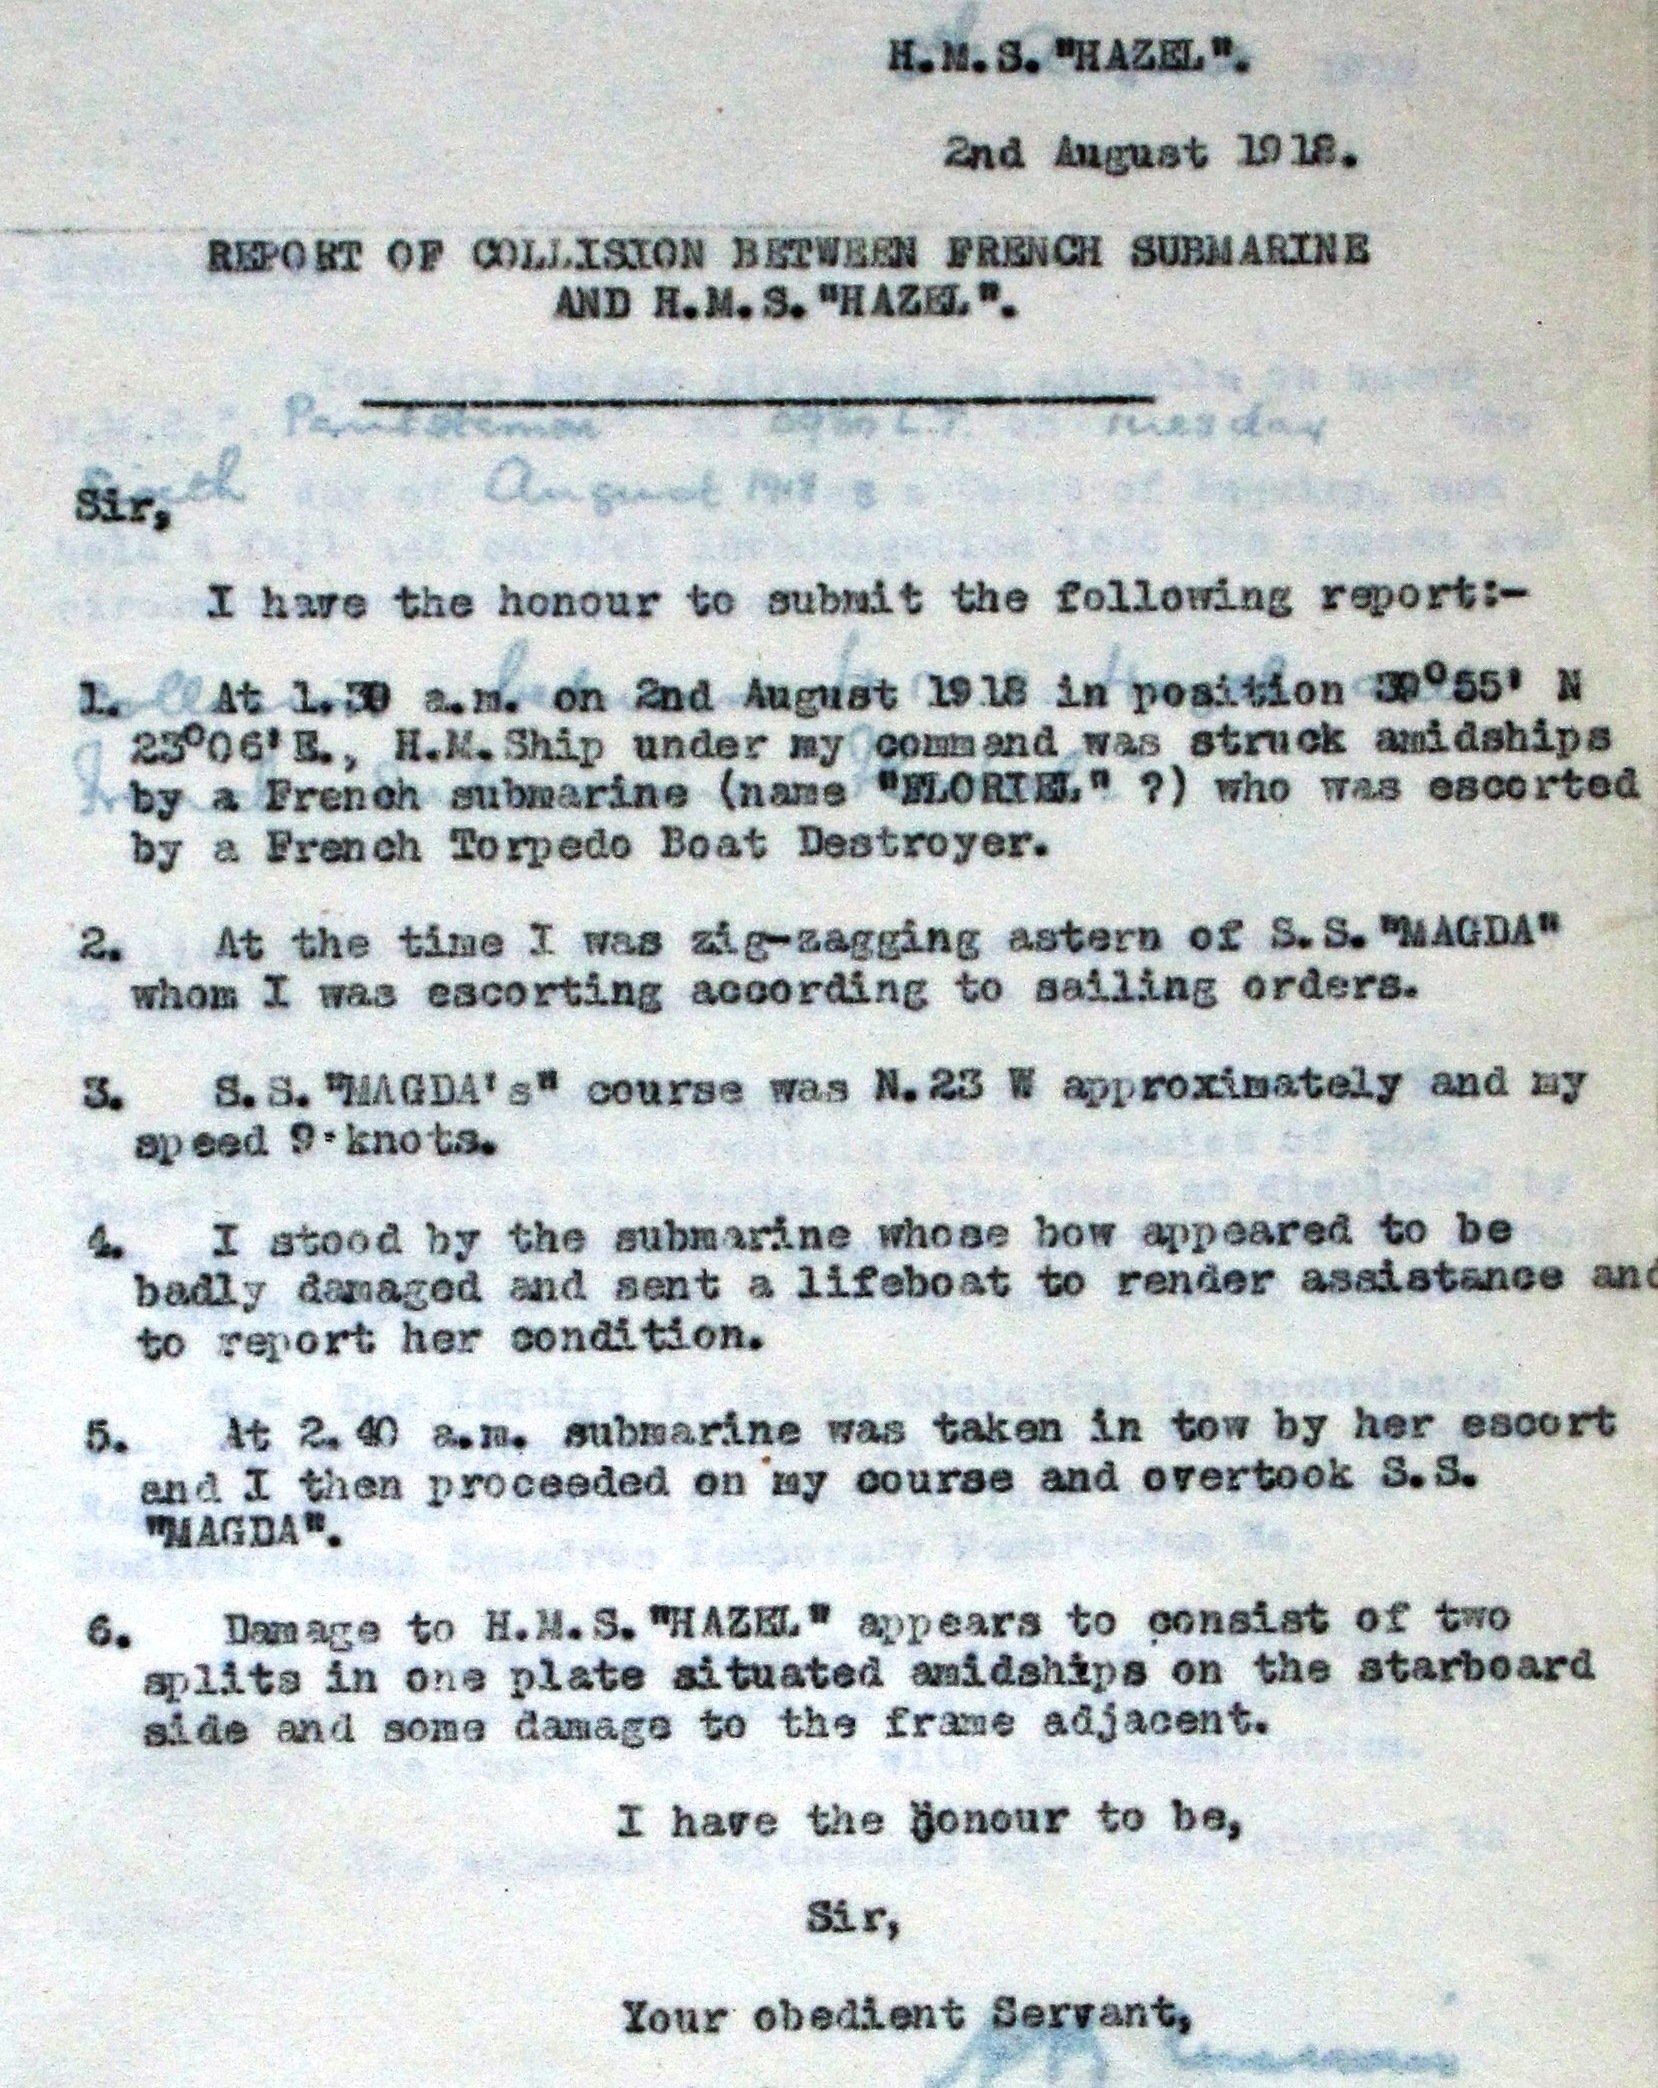 H.M.S."HAZEL".
2nd August 1918.
REPORT OF COLLISION BETWEEN FRENCH SUBMARINE
AND H.M.S."HAZEL".
Sir,
I have the honour to submit the following report:-
1. At 1.30 a.m. on 2nd August 1918 in position 39°55' N
23°06'E., H.M.Ship under my command was struck amidships
by a French submarine (name "FLORIEL" ?) who was escorted
by a French Torpedo Boat Destroyer.
2. At the time I was zig-zagging astern of S.S."MAGDA"
whom I was escorting according to sailing orders.
3. S.S."MAGDA's" course was N.23 W approximately and my
speed 9 knots.
4. I stood by the submarine whose bow appeared to be
badly damaged and sent a lifeboat to render assistance and
to report her condition.
5. At 2.40 a.m. submarine was taken in tow by her escort
and I then proceeded on my course and overtook S.S.
"MAGDA".
6. Damage to H.M.S."HAZEL" appears to consist of two
splits in one plate situated amidships on the starboard
side and some damage to the frame adjacent.
I have the honour to be,
Sir,
Your obedient Servant,